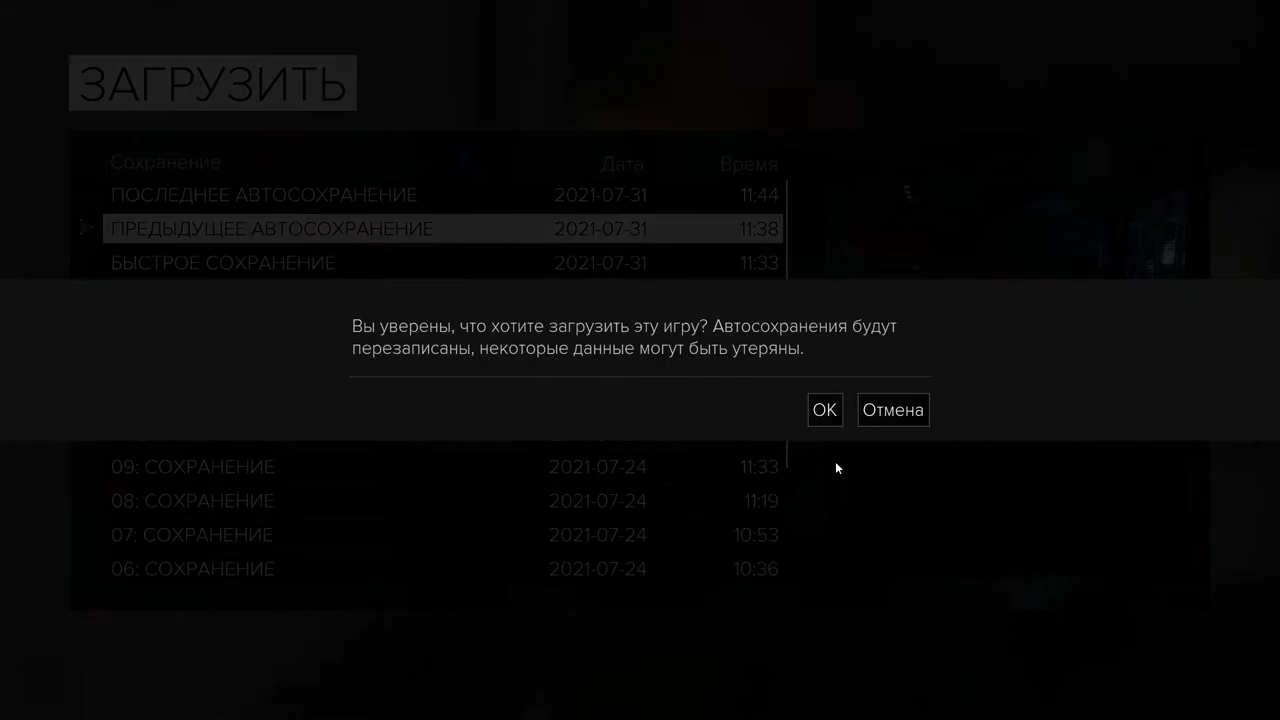 ЗАГРУЗИТЬ
Сохранение Дата Время
ПОСЛЕДНЕЕ АВТОСОХРАНЕНИЕ 2021-07-31 11:44
ПРЕДЫДУЩЕЕ АВТОСОХРАНЕНИЕ 2021-07-31 11:38
БЫСТРОЕ СОХРАНЕНИЕ 2021-07-31 11:33
Вы уверены, что хотите загрузить эту игру? Автосохранения будут
перезаписаны, некоторые данные могут быть утеряны.
OK Отмена
09: СОХРАНЕНИЕ 2021-07-24 11:33
08: СОХРАНЕНИЕ 2021-07-24 11:19
07: СОХРАНЕНИЕ 2021-07-24 10:53
06: СОХРАНЕНИЕ 2021-07-24 10:36